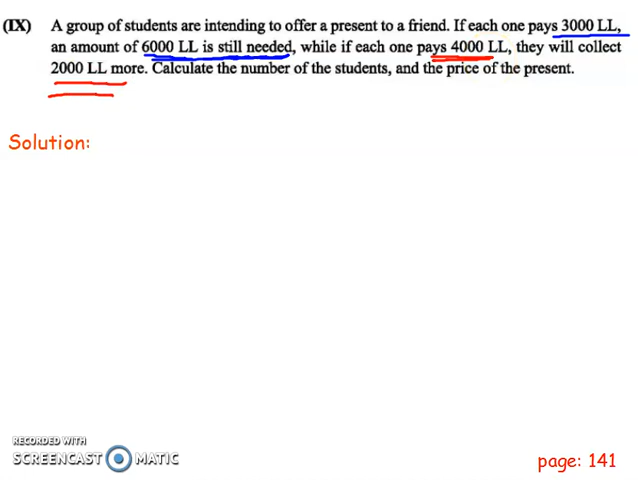 (IX) A group of students are intending to offer a present to a friend. If each one pays 3000 LL,
an amount of 6000 LL is still needed, while if each one pays 4000 LL, they will collect
2000 LL more. Calculate the number of the students, and the price of the present.
Solution:
RECORDED WITH
SCREENCAST MATIC
page: 141